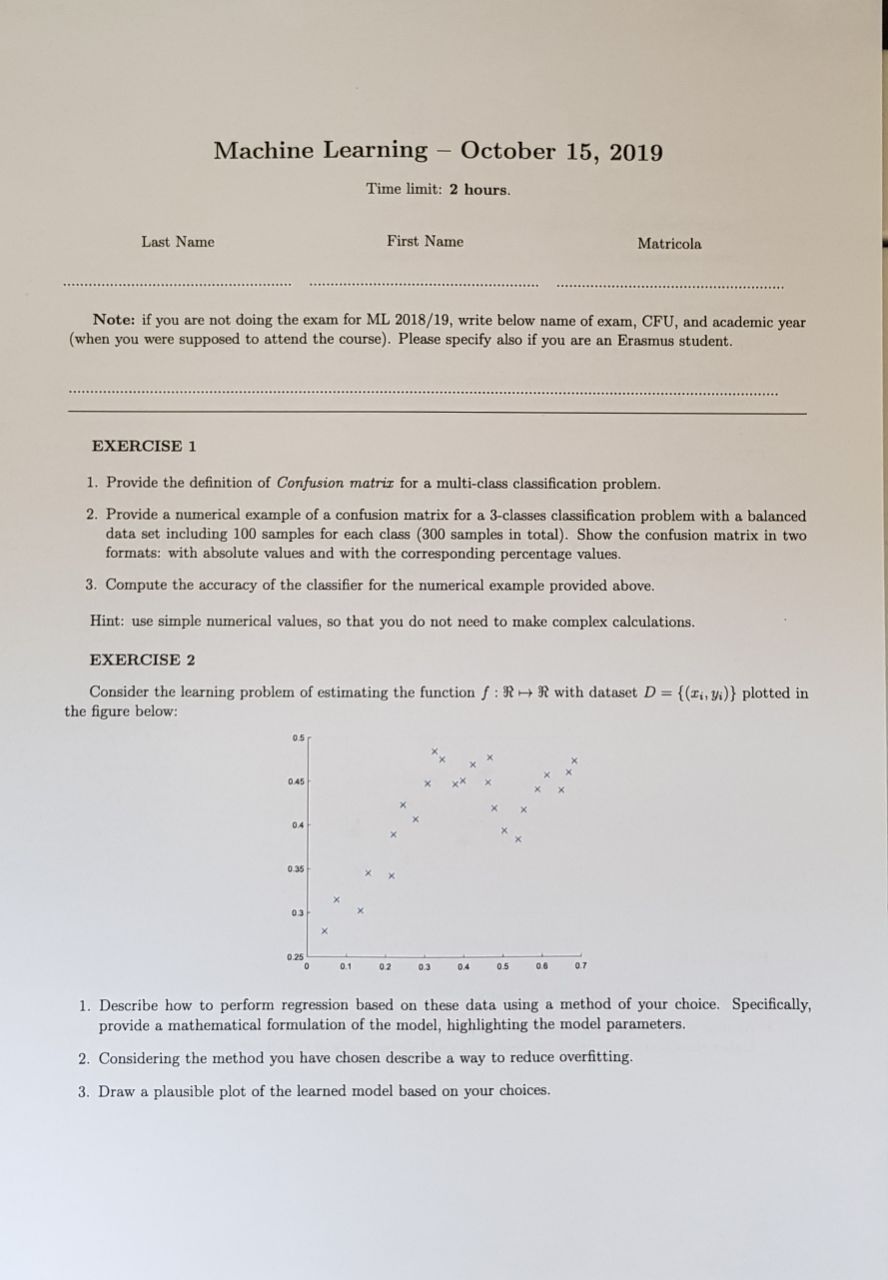 Machine Learning – October 15, 2019
Time limit: 2 hours.
Last Name First Name Matricola
Note: if you are not doing the exam for ML 2018/19, write below name of exam, CFU, and academic year
(when you were supposed to attend the course). Please specify also if you are an Erasmus student.
EXERCISE 1
1. Provide the definition of Confusion matrix for a multi-class classification problem.
2. Provide a numerical example of a confusion matrix for a 3-classes classification problem with a balanced
data set including 100 samples for each class (300 samples in total). Show the confusion matrix in two
formats: with absolute values and with the corresponding percentage values.
3. Compute the accuracy of the classifier for the numerical example provided above.
Hint: use simple numerical values, so that you do not need to make complex calculations.
EXERCISE 2
Consider the learning problem of estimating the function f : ℜ ↦ ℜ with dataset D = {(xᵢ, yᵢ)} plotted in
the figure below:
0.5
0.45
0.4
0.35
0.3
0.25
0 0.1 0.2 0.3 0.4 0.5 0.6 0.7
1. Describe how to perform regression based on these data using a method of your choice. Specifically,
provide a mathematical formulation of the model, highlighting the model parameters.
2. Considering the method you have chosen describe a way to reduce overfitting.
3. Draw a plausible plot of the learned model based on your choices.